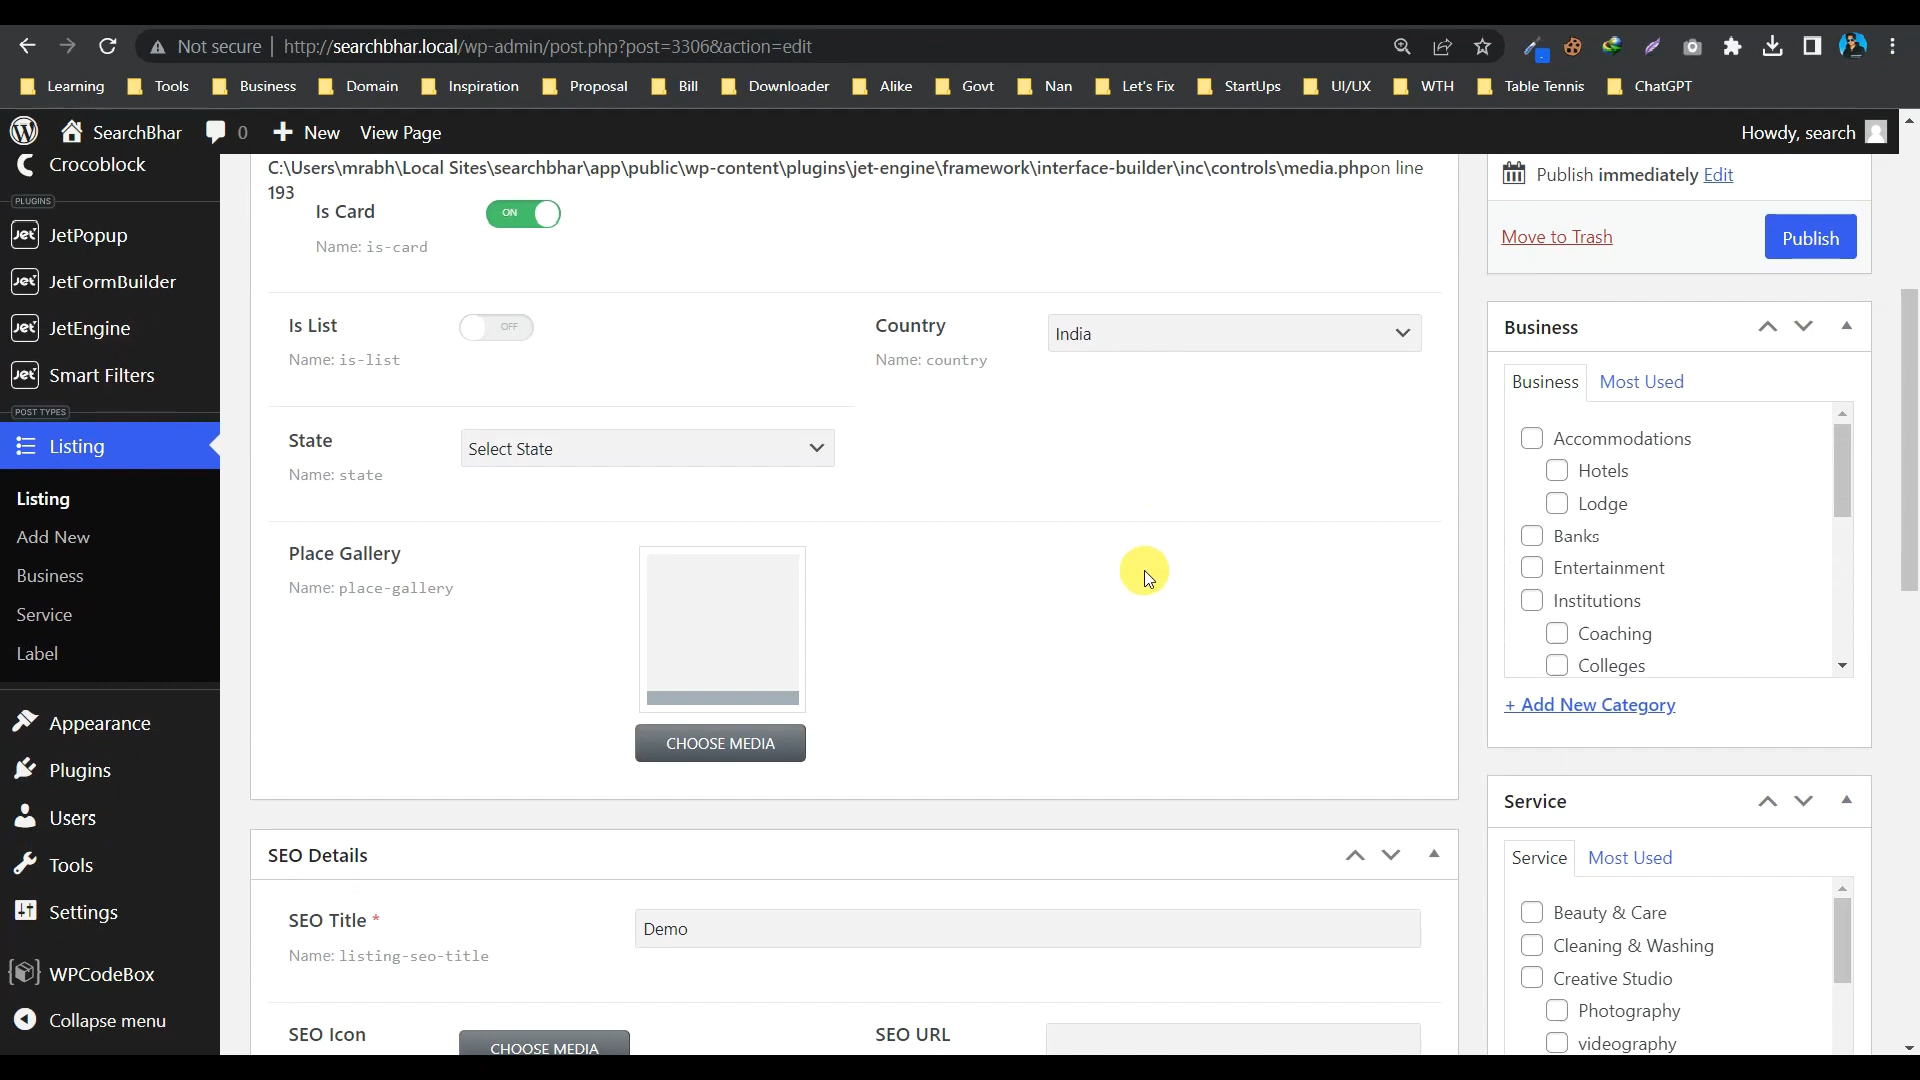 Not secure http://searchbhar.local/wp-admin/post.php?post=3306&action=edit
Learning Tools Business Domain Inspiration Proposal Bill Downloader Alike Govt Nan Let's Fix StartUps UI/UX WTH Table Tennis ChatGPT
SearchBhar 0 New View Page Howdy, search
Crocoblock
PLUGINS
JetPopup
JetFormBuilder
JetEngine
Smart Filters
POST TYPES
Listing
Listing
Add New
Business
Service
Label
Appearance
Plugins
Users
Tools
Settings
WPCodeBox
Collapse menu
C:\Users\mrabh\Local Sites\searchbhar\app\public\wp-content\plugins\jet-engine\framework\interface-builder\inc\controls\media.phpon line
193
Is Card ON
Name: is-card
Is List OFF
Name: is-list
Country India
Name: country
State Select State
Name: state
Place Gallery
Name: place-gallery
CHOOSE MEDIA
SEO Details
SEO Title * Demo
Name: listing-seo-title
SEO Icon CHOOSE MEDIA SEO URL
Publish immediately Edit
Move to Trash Publish
Business
Business Most Used
Accommodations
Hotels
Lodge
Banks
Entertainment
Institutions
Coaching
Colleges
+ Add New Category
Service
Service Most Used
Beauty & Care
Cleaning & Washing
Creative Studio
Photography
videography